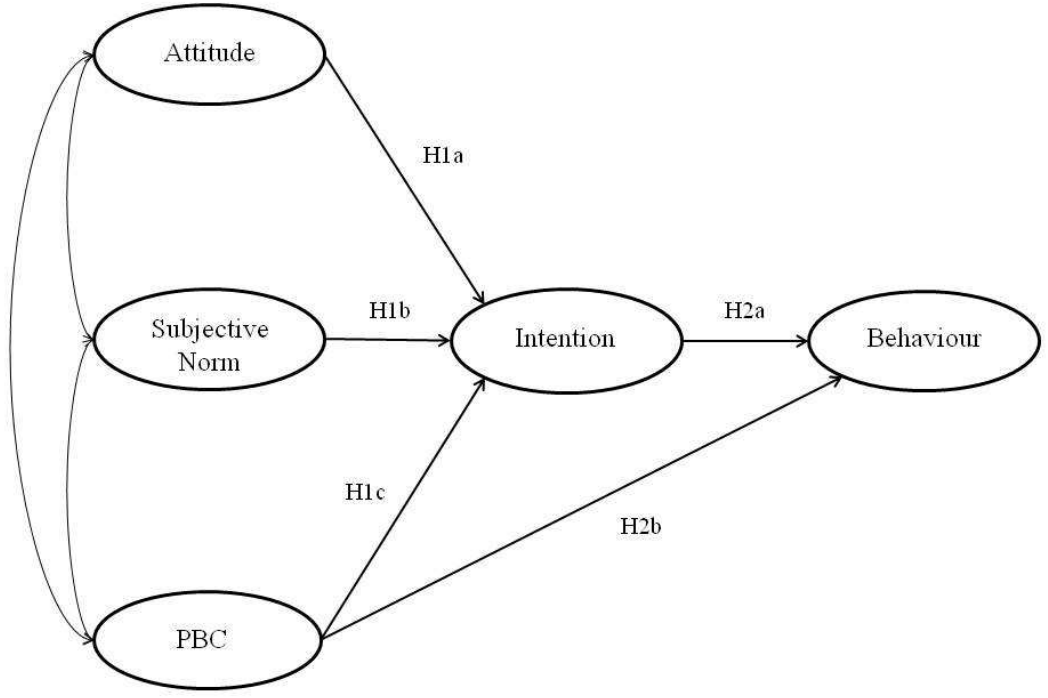 Attitude
H1a
Subjective
Norm
H1b
Intention
H2a
Behaviour
H1c
H2b
PBC